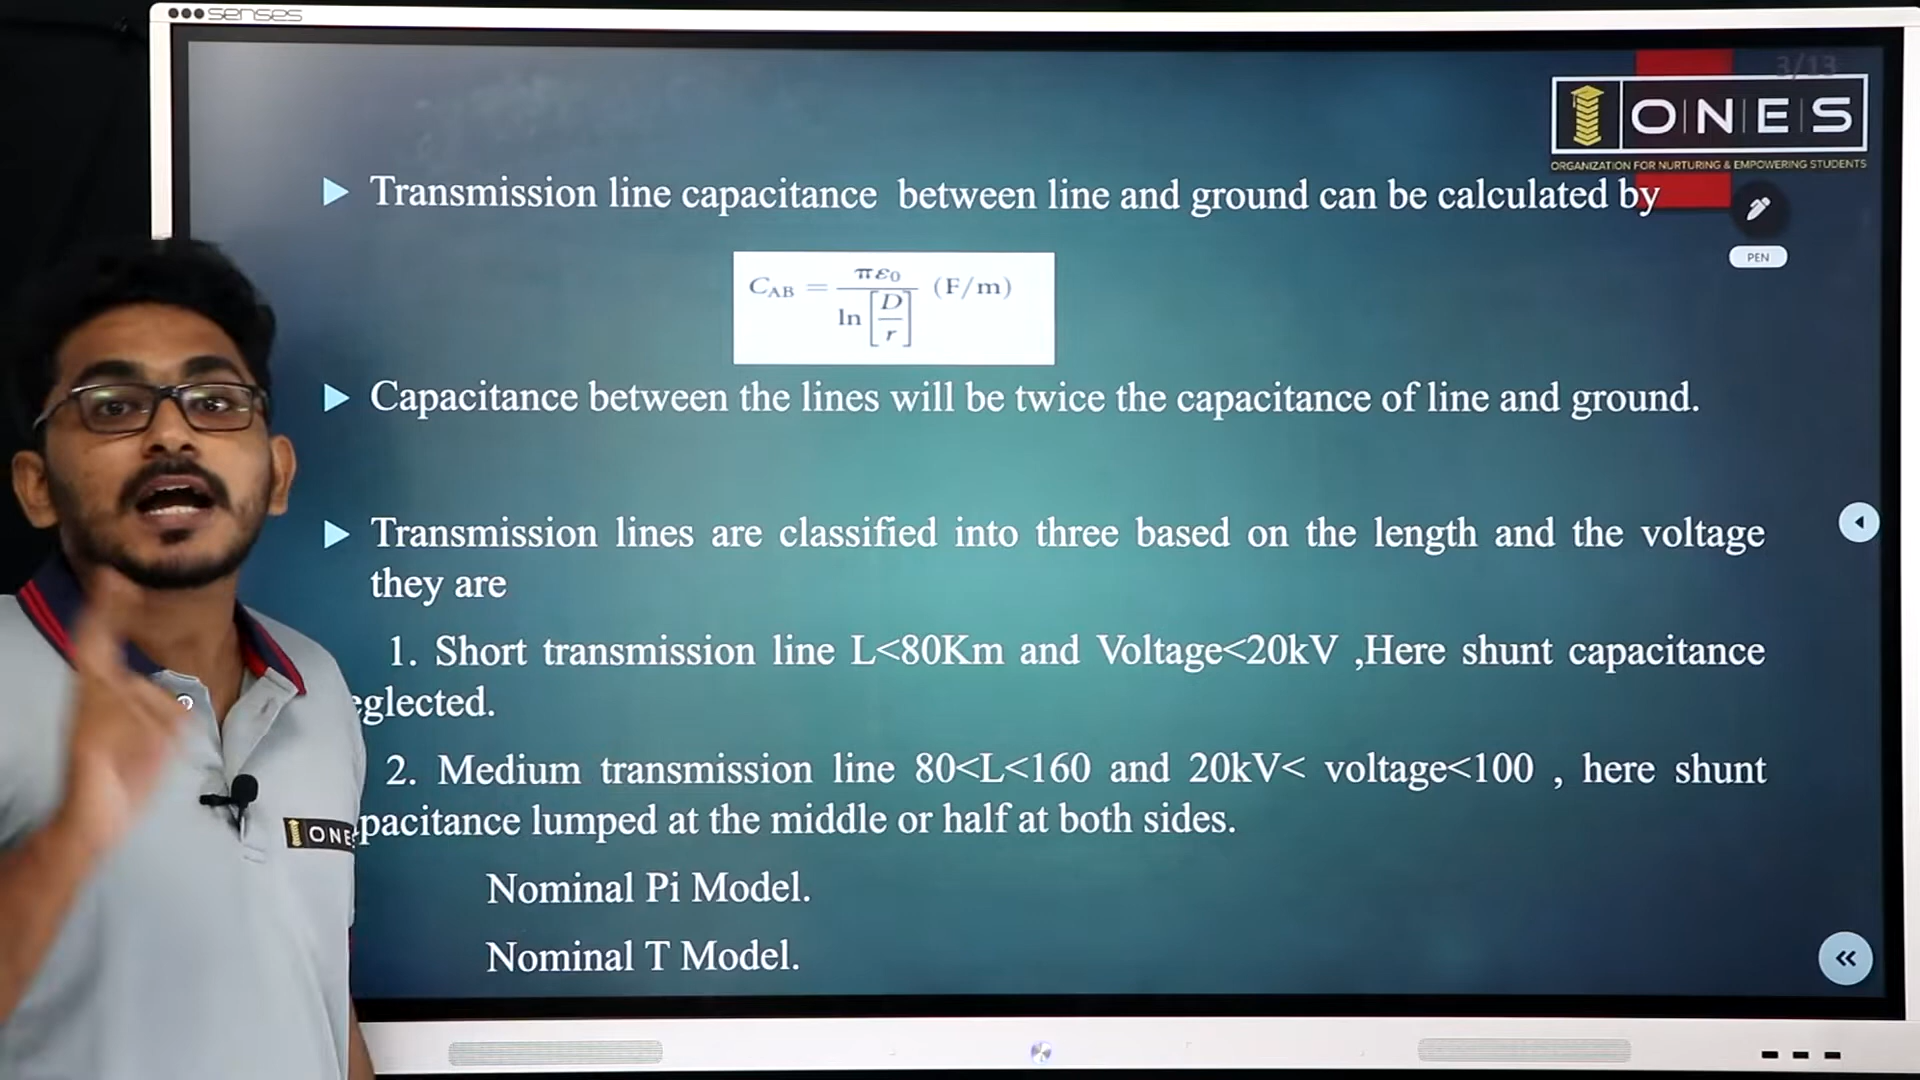 senses
3/13
O|N|E|S
ORGANIZATION FOR NURTURING & EMPOWERING STUDENTS
Transmission line capacitance between line and ground can be calculated by
PEN
C_AB = πε₀ / ln[D/r] (F/m)
Capacitance between the lines will be twice the capacitance of line and ground.
Transmission lines are classified into three based on the length and the voltage
they are
1. Short transmission line L<80Km and Voltage<20kV ,Here shunt capacitance
eglected.
2. Medium transmission line 80<L<160 and 20kV< voltage<100 , here shunt
pacitance lumped at the middle or half at both sides.
ONE
Nominal Pi Model.
Nominal T Model.